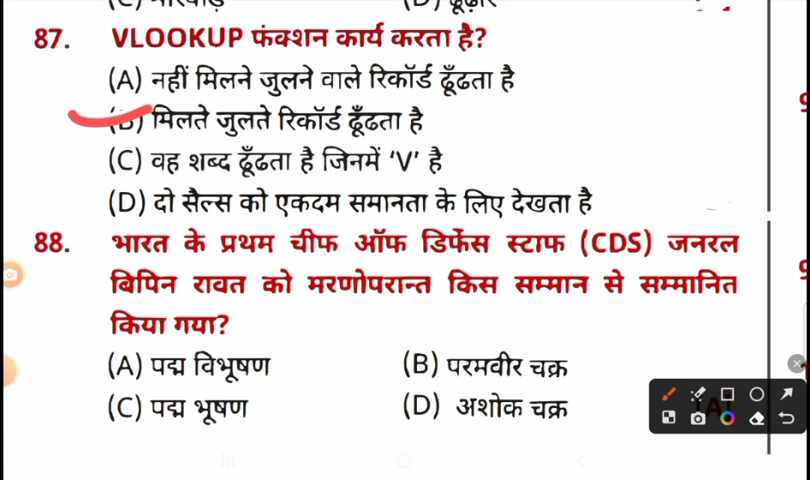 87. VLOOKUP फंक्शन कार्य करता है?
(A) नहीं मिलने जुलने वाले रिकॉर्ड ढूँढता है
(B) मिलते जुलते रिकॉर्ड ढूँढता है
(C) वह शब्द ढूँढता है जिनमें ‘V’ है
(D) दो सैल्स को एकदम समानता के लिए देखता है
88. भारत के प्रथम चीफ ऑफ डिफेंस स्टाफ (CDS) जनरल
बिपिन रावत को मरणोपरान्त किस सम्मान से सम्मानित
किया गया?
(A) पद्म विभूषण (B) परमवीर चक्र
(C) पद्म भूषण (D) अशोक चक्र